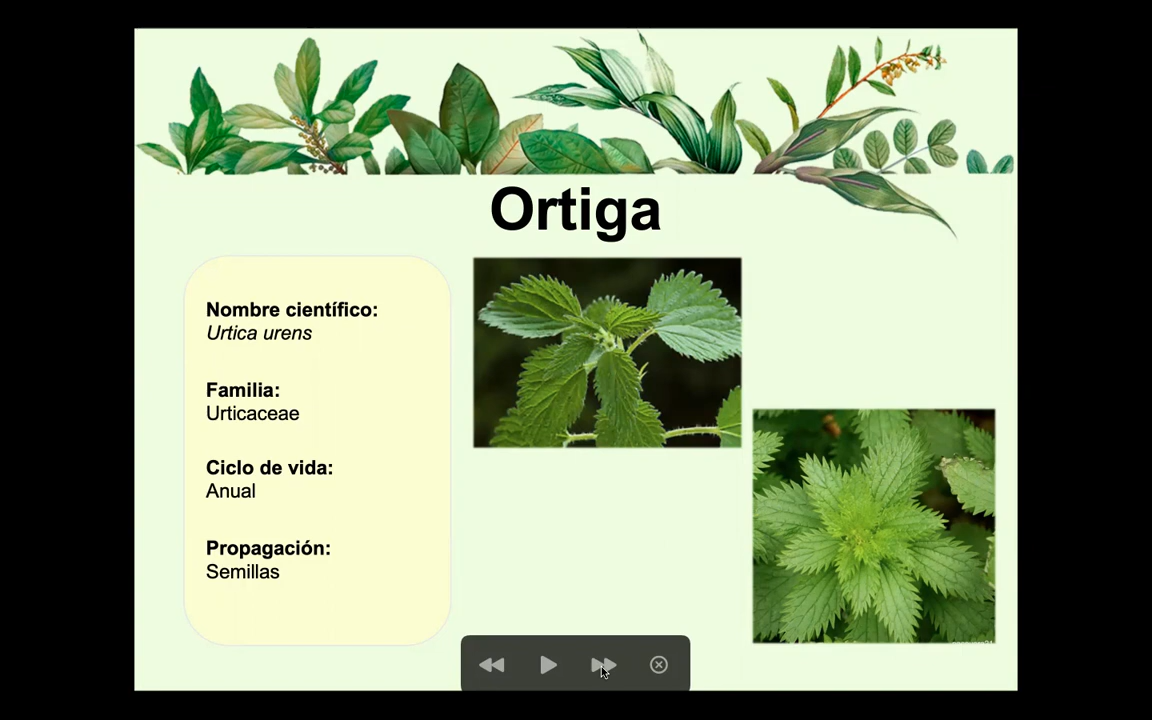 Ortiga
Nombre científico:
Urtica urens
Familia:
Urticaceae
Ciclo de vida:
Anual
Propagación:
Semillas